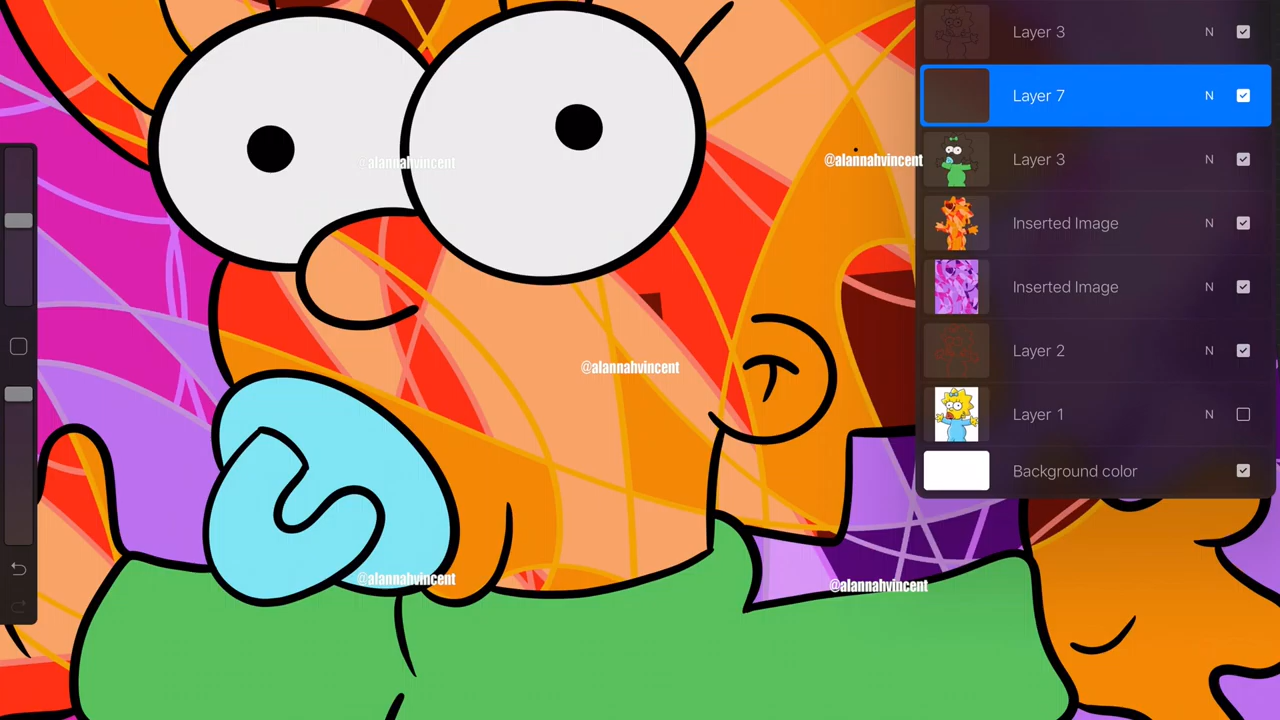 Layer 3 N
Layer 7 N
Layer 3 N
Inserted Image N
Inserted Image N
Layer 2 N
Layer 1 N
Background color
@alannahvincent
@alannahvincent
@alannahvincent
@alannahvincent
@alannahvincent